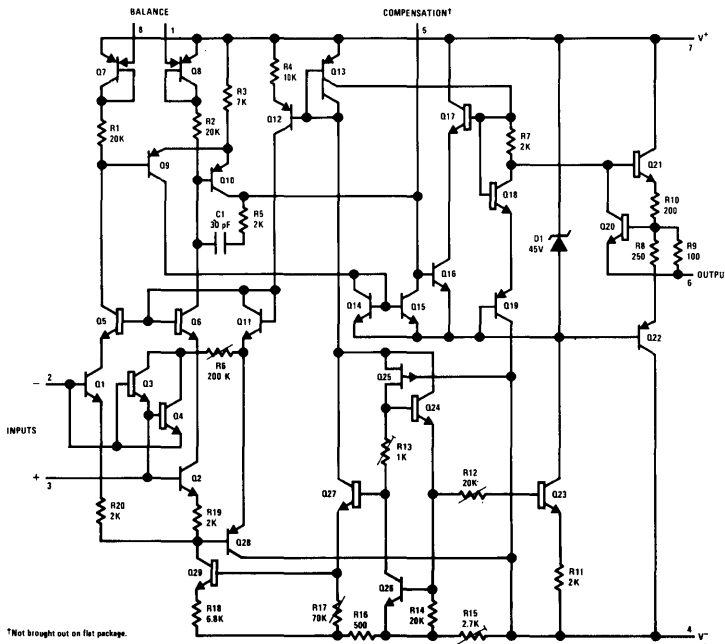 BALANCE
COMPENSATION†
8
1
5
V+
7
Q7
Q8
R4
10K
Q13
R3
7K
R1
20K
R2
20K
Q12
Q17
R7
2K
Q9
Q10
Q18
Q21
C1
30 pF
R5
2K
D1
45V
Q20
R10
200
R8
250
R9
100
OUTPU
6
Q16
Q5
Q6
Q11
Q14
Q15
Q19
Q22
R6
200 K
2
−
Q1
Q3
Q4
Q25
Q24
INPUTS
R13
1K
+
3
Q2
R12
20K
Q27
Q23
R20
2K
R19
2K
Q28
Q29
Q26
R11
2K
R18
6.8K
R17
70K
R16
500
R14
20K
R15
2.7K
4
V−
†Not brought out on flat package.